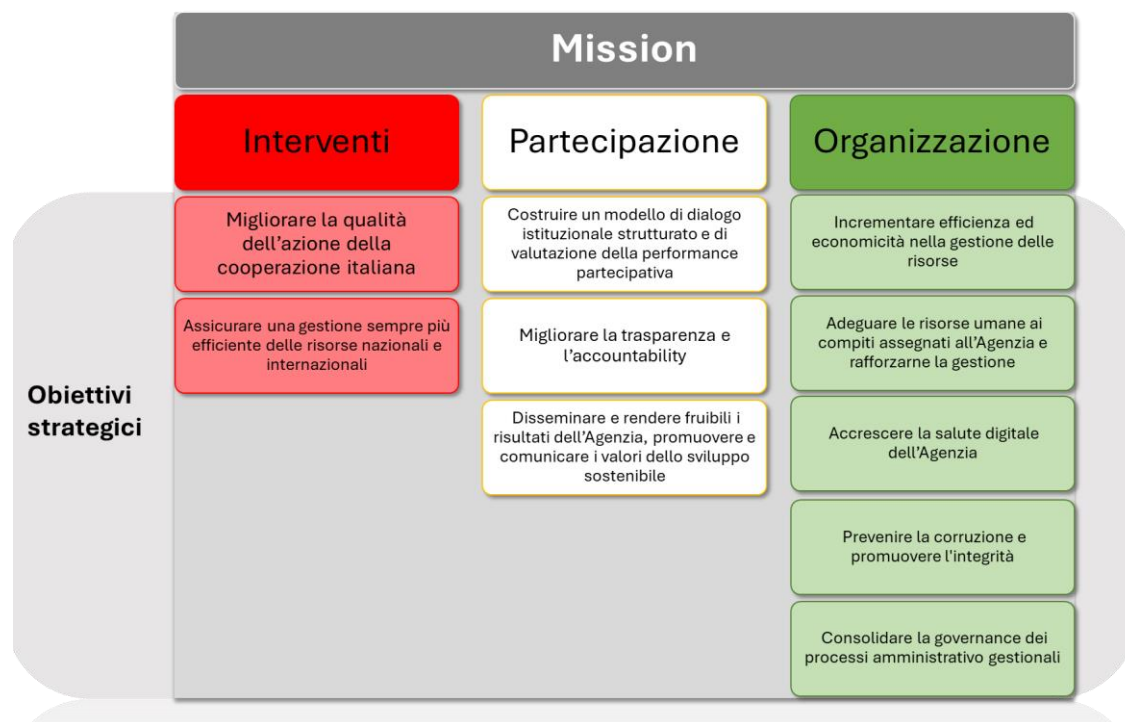 Mission
Interventi
Partecipazione
Organizzazione
Obiettivi
strategici
Migliorare la qualità
dell'azione della
cooperazione italiana
Assicurare una gestione sempre più
efficiente delle risorse nazionali e
internazionali
Costruire un modello di dialogo
istituzionale strutturato e di
valutazione della performance
partecipativa
Migliorare la trasparenza e
l'accountability
Disseminare e rendere fruibili i
risultati dell'Agenzia, promuovere e
comunicare i valori dello sviluppo
sostenibile
Incrementare efficienza ed
economicità nella gestione delle
risorse
Adeguare le risorse umane ai
compiti assegnati all'Agenzia e
rafforzarne la gestione
Accrescere la salute digitale
dell'Agenzia
Prevenire la corruzione e
promuovere l'integrità
Consolidare la governance dei
processi amministrativo gestionali